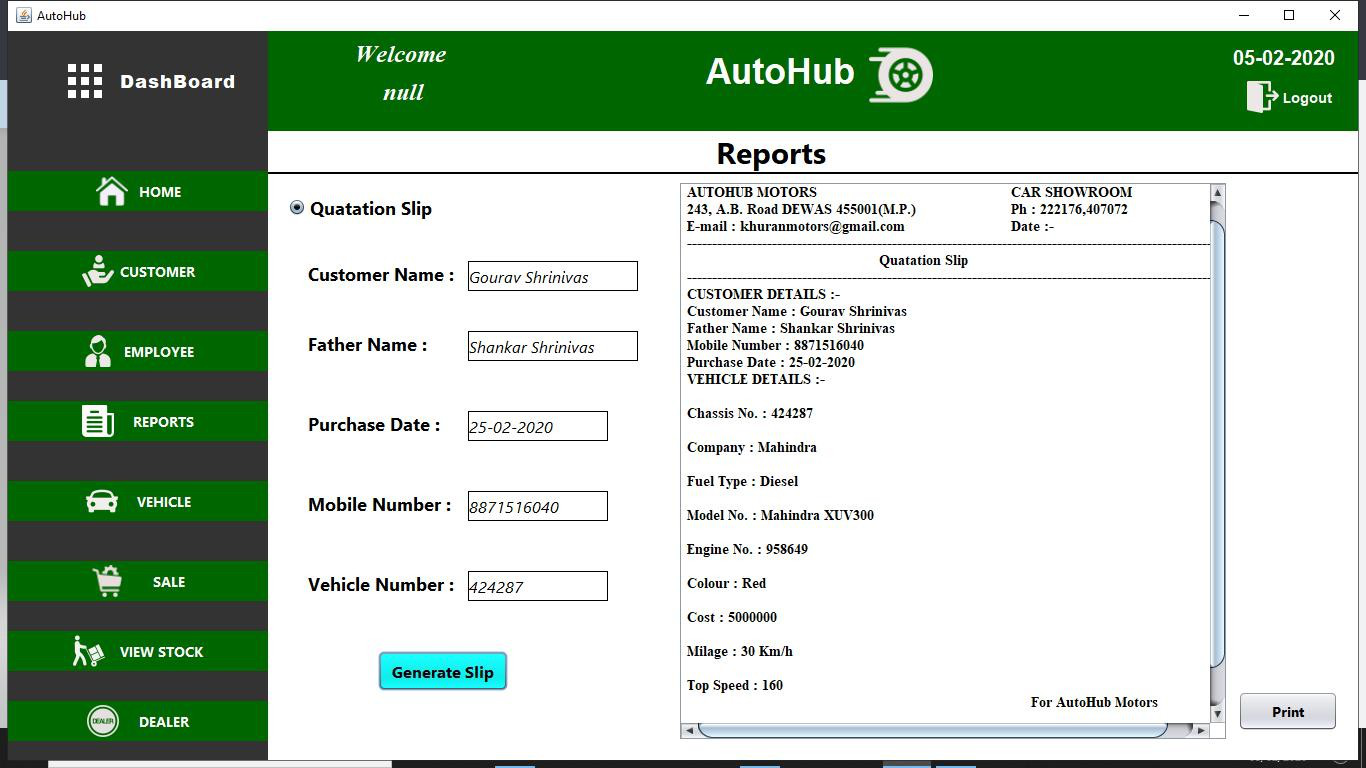 AutoHub
DashBoard
Welcome
null
AutoHub
05-02-2020
Logout
HOME
CUSTOMER
EMPLOYEE
REPORTS
VEHICLE
SALE
VIEW STOCK
DEALER
DEALER
Reports
Quatation Slip
Customer Name : Gourav Shrinivas
Father Name : Shankar Shrinivas
Purchase Date : 25-02-2020
Mobile Number : 8871516040
Vehicle Number : 424287
Generate Slip
AUTOHUB MOTORS CAR SHOWROOM
243, A.B. Road DEWAS 455001(M.P.) Ph : 222176,407072
E-mail : khuranmotors@gmail.com Date :-
Quatation Slip
CUSTOMER DETAILS :-
Customer Name : Gourav Shrinivas
Father Name : Shankar Shrinivas
Mobile Number : 8871516040
Purchase Date : 25-02-2020
VEHICLE DETAILS :-
Chassis No. : 424287
Company : Mahindra
Fuel Type : Diesel
Model No. : Mahindra XUV300
Engine No. : 958649
Colour : Red
Cost : 5000000
Milage : 30 Km/h
Top Speed : 160
For AutoHub Motors
Print